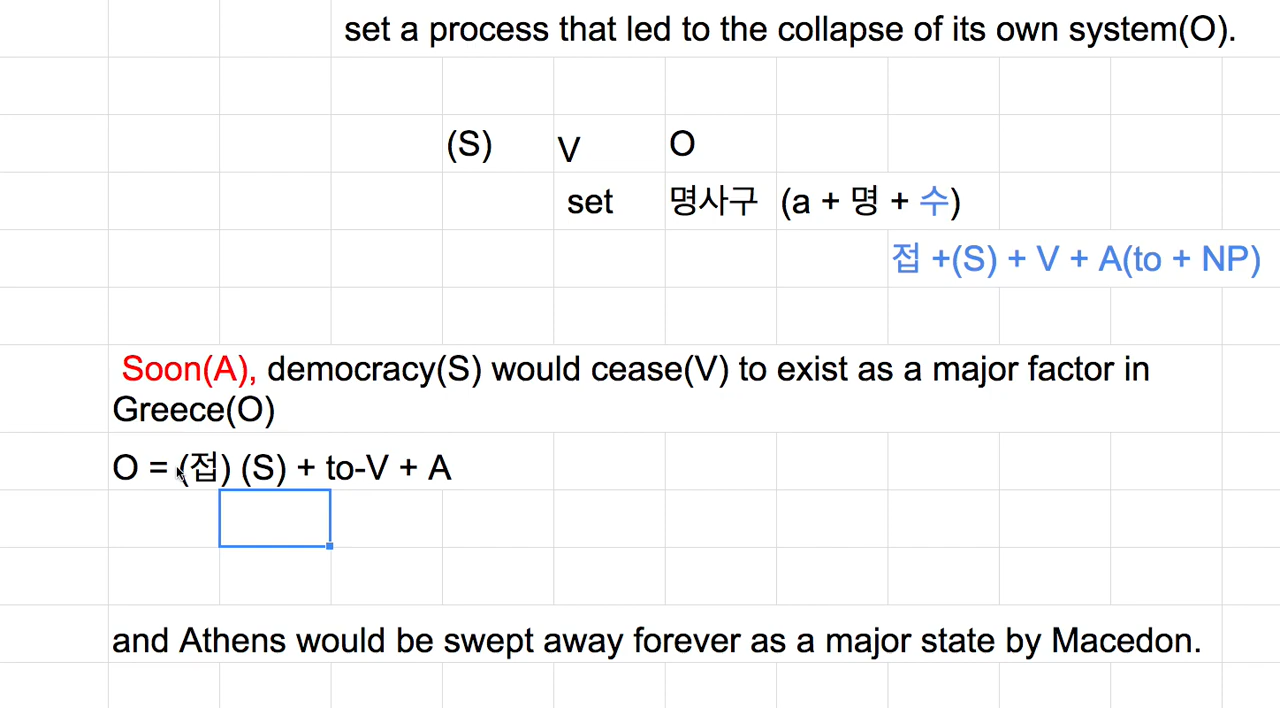 set a process that led to the collapse of its own system(O).
(S) V O
set 명사구 (a + 명 + 수)
접 +(S) + V + A(to + NP)
Soon(A), democracy(S) would cease(V) to exist as a major factor in
Greece(O)
O = (접) (S) + to-V + A
and Athens would be swept away forever as a major state by Macedon.